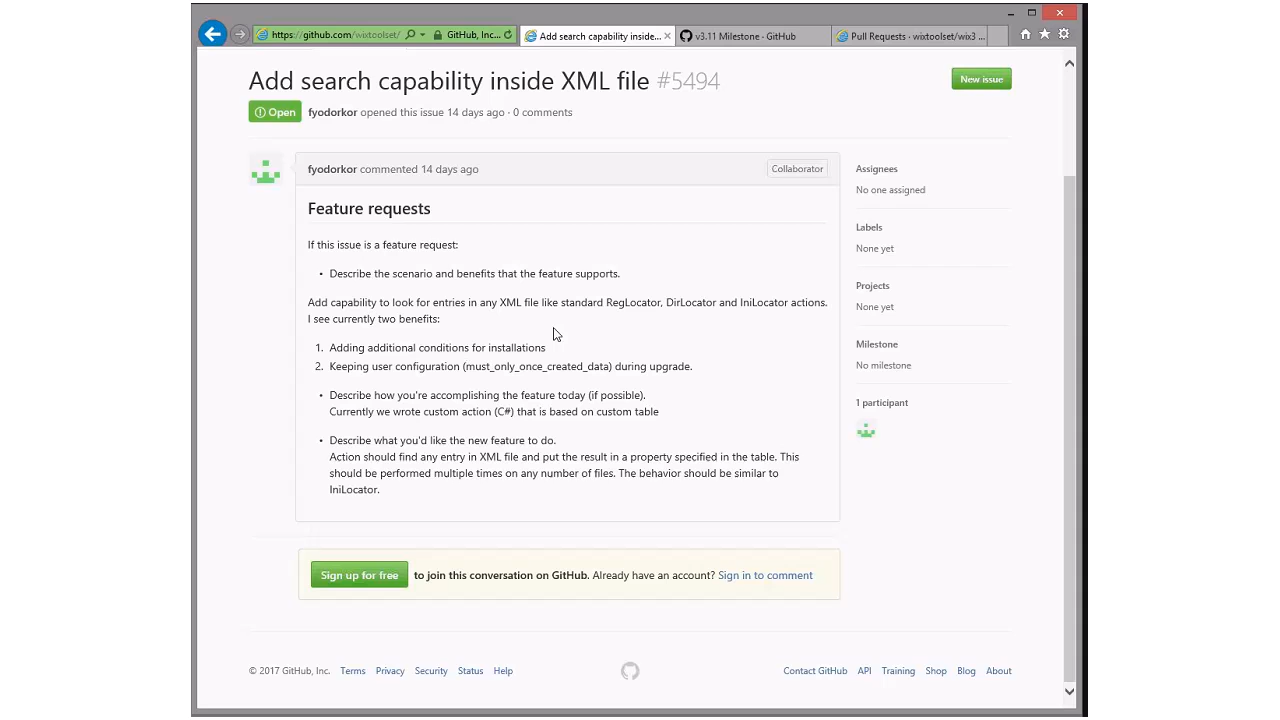 https://github.com/wixtoolset/
GitHub, Inc...
Add search capability inside...
v3.11 Milestone - GitHub
Pull Requests · wixtoolset/wix3 ...
Add search capability inside XML file #5494
New issue
Open
fyodorkor opened this issue 14 days ago · 0 comments
fyodorkor commented 14 days ago
Collaborator
Feature requests
If this issue is a feature request:
• Describe the scenario and benefits that the feature supports.
Add capability to look for entries in any XML file like standard RegLocator, DirLocator and IniLocator actions.
I see currently two benefits:
1. Adding additional conditions for installations
2. Keeping user configuration (must_only_once_created_data) during upgrade.
• Describe how you're accomplishing the feature today (if possible).
Currently we wrote custom action (C#) that is based on custom table
• Describe what you'd like the new feature to do.
Action should find any entry in XML file and put the result in a property specified in the table. This
should be performed multiple times on any number of files. The behavior should be similar to
IniLocator.
Assignees
No one assigned
Labels
None yet
Projects
None yet
Milestone
No milestone
1 participant
Sign up for free to join this conversation on GitHub. Already have an account? Sign in to comment
© 2017 GitHub, Inc. Terms Privacy Security Status Help
Contact GitHub API Training Shop Blog About